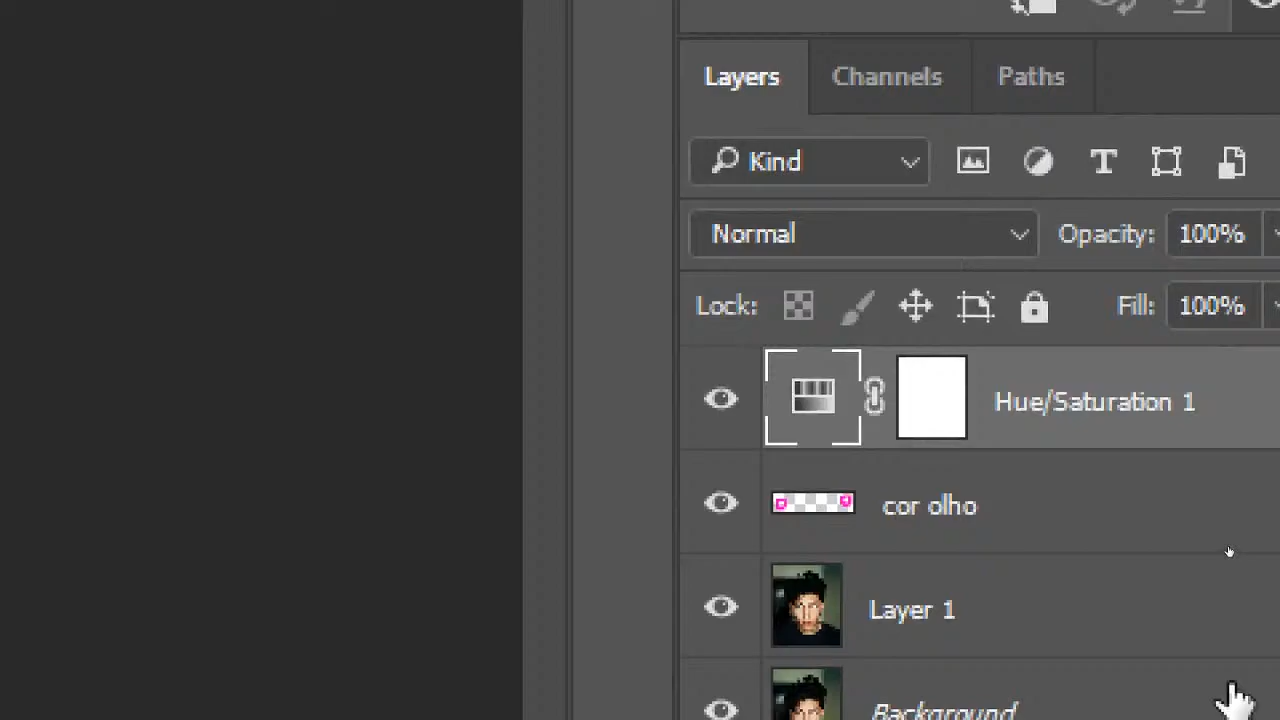 Layers Channels Paths
Kind
Normal Opacity: 100%
Lock: Fill: 100%
Hue/Saturation 1
cor olho
Layer 1
Background